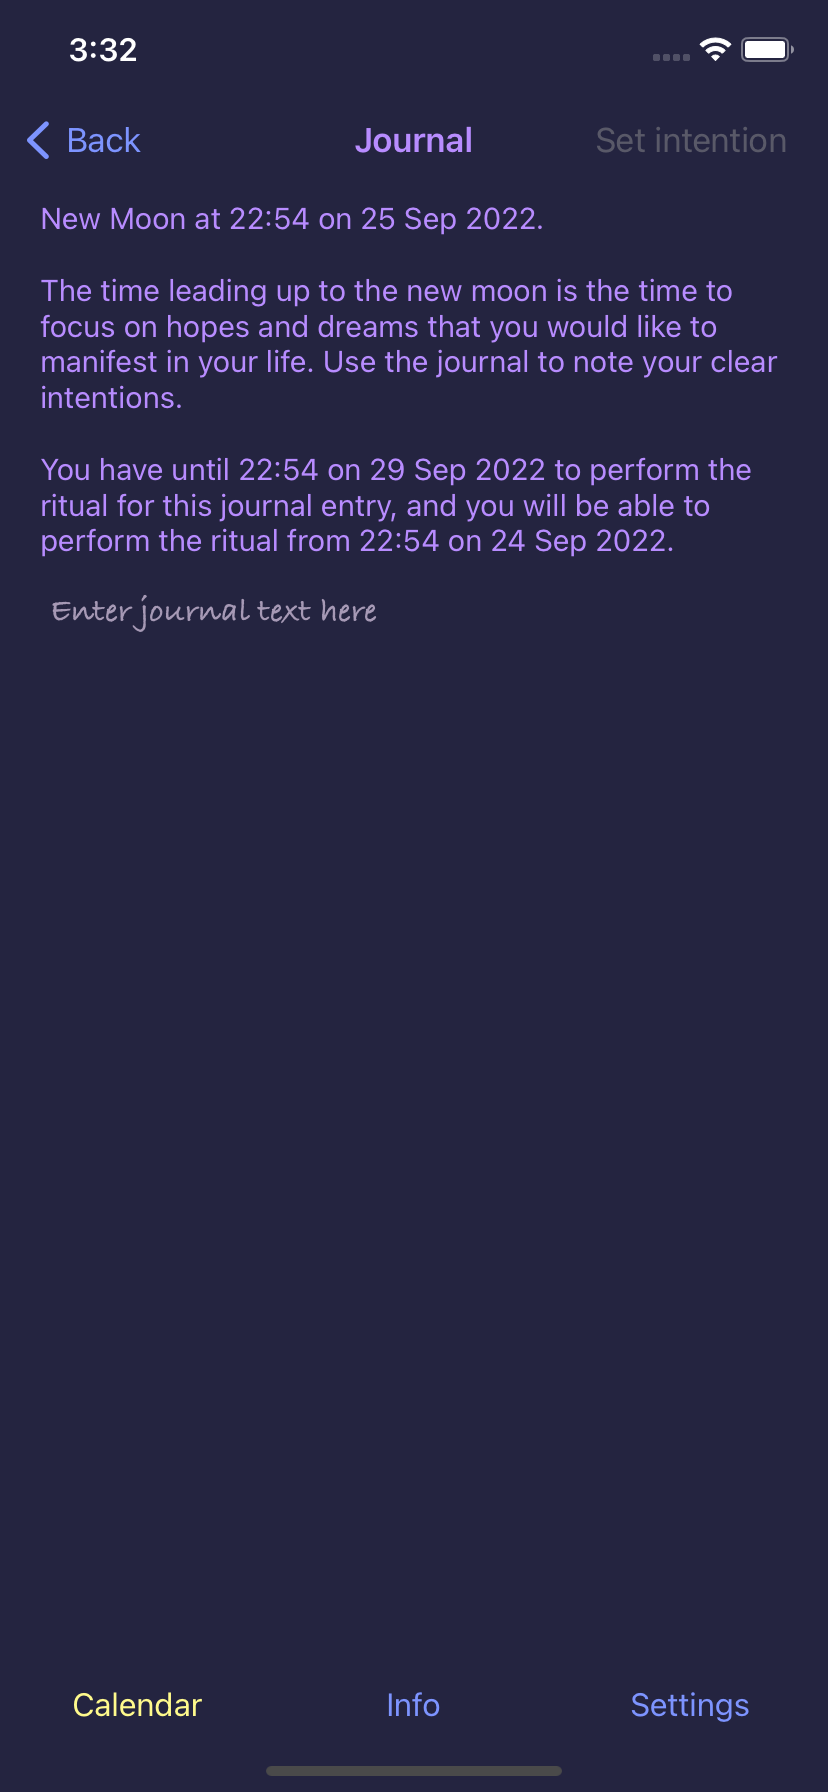 3:32
Back
Journal
Set intention
New Moon at 22:54 on 25 Sep 2022.
The time leading up to the new moon is the time to
focus on hopes and dreams that you would like to
manifest in your life. Use the journal to note your clear
intentions.
You have until 22:54 on 29 Sep 2022 to perform the
ritual for this journal entry, and you will be able to
perform the ritual from 22:54 on 24 Sep 2022.
Enter journal text here
Calendar
Info
Settings